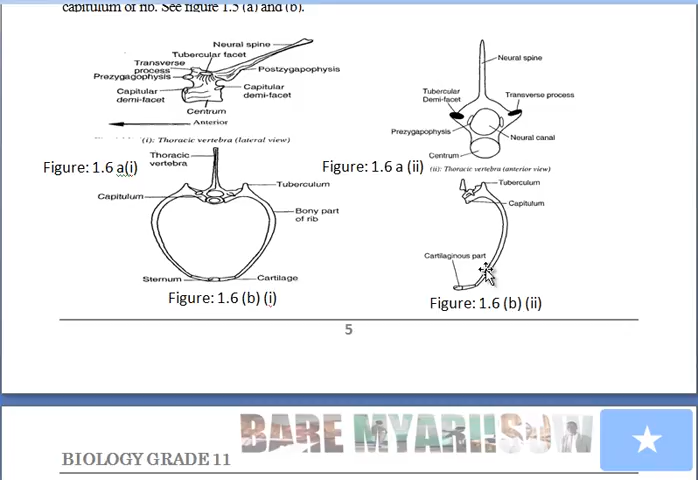 capitulum of rib. See figure 1.5 (a) and (b).
Neural spine
Tubercular facet
Transverse
process
Postzygapophysis
Prezygagophysis
Capitular
demi-facet
Capitular
demi-facet
Centrum
Anterior
(i): Thoracic vertebra (lateral view)
Figure: 1.6 a(i)
Neural spine
Tubercular
Demi-facet
Transverse process
Prezygapophysis
Neural canal
Centrum
Figure: 1.6 a (ii)
(ii): Thoracic vertebra (anterior view)
Thoracic
vertebra
Capitulum
Tuberculum
Bony part
of rib
Sternum
Cartilage
Figure: 1.6 (b) (i)
Tuberculum
Capitulum
Cartilaginous part
Figure: 1.6 (b) (ii)
5
BARE MYARIISOW
BIOLOGY GRADE 11